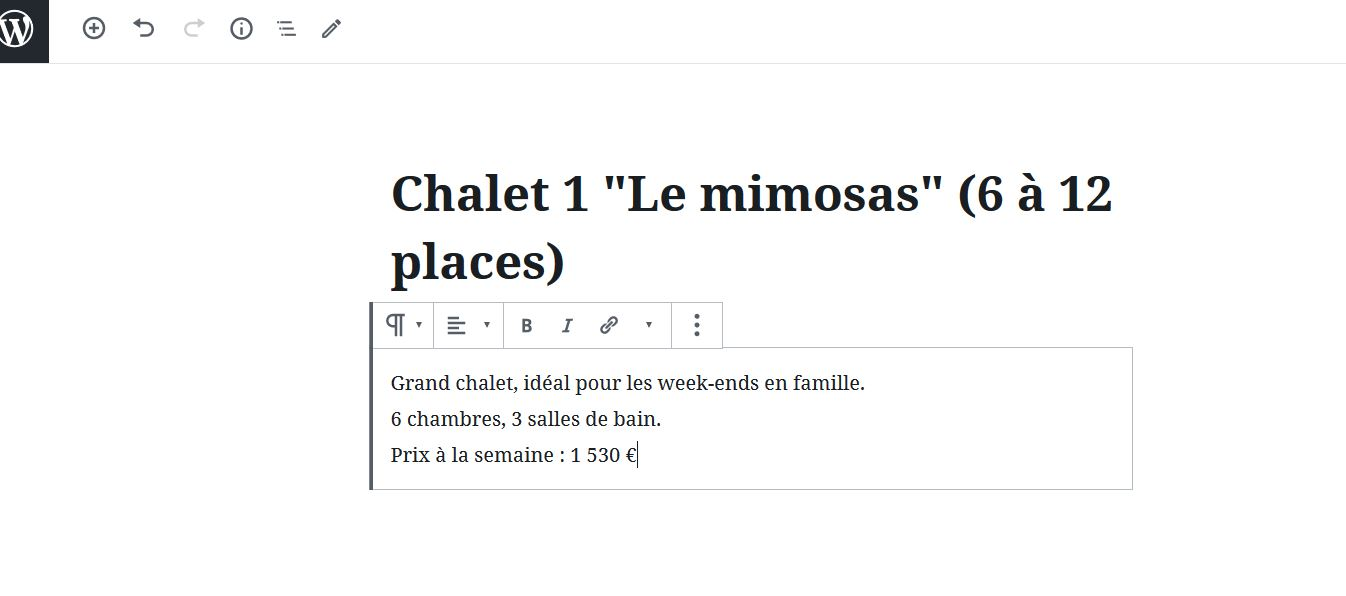 Chalet 1 "Le mimosas" (6 à 12
places)
B I
Grand chalet, idéal pour les week-ends en famille.
6 chambres, 3 salles de bain.
Prix à la semaine : 1 530 €